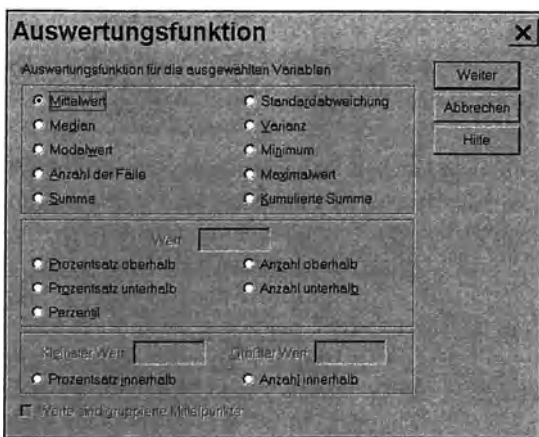 Auswertungsfunktion
Auswertungsfunktion für die ausgewählten Variablen
Weiter
Mittelwert Standardabweichung
Abbrechen
Median Varianz
Modalwert Minimum
Hilfe
Anzahl der Fälle Maximalwert
Summe Kumulierte Summe
Wert
Prozentsatz oberhalb Anzahl oberhalb
Prozentsatz unterhalb Anzahl unterhalb
Perzentil
Kleinster Wert Größter Wert
Prozentsatz innerhalb Anzahl innerhalb
Werte sind gruppierte Mittelpunkte